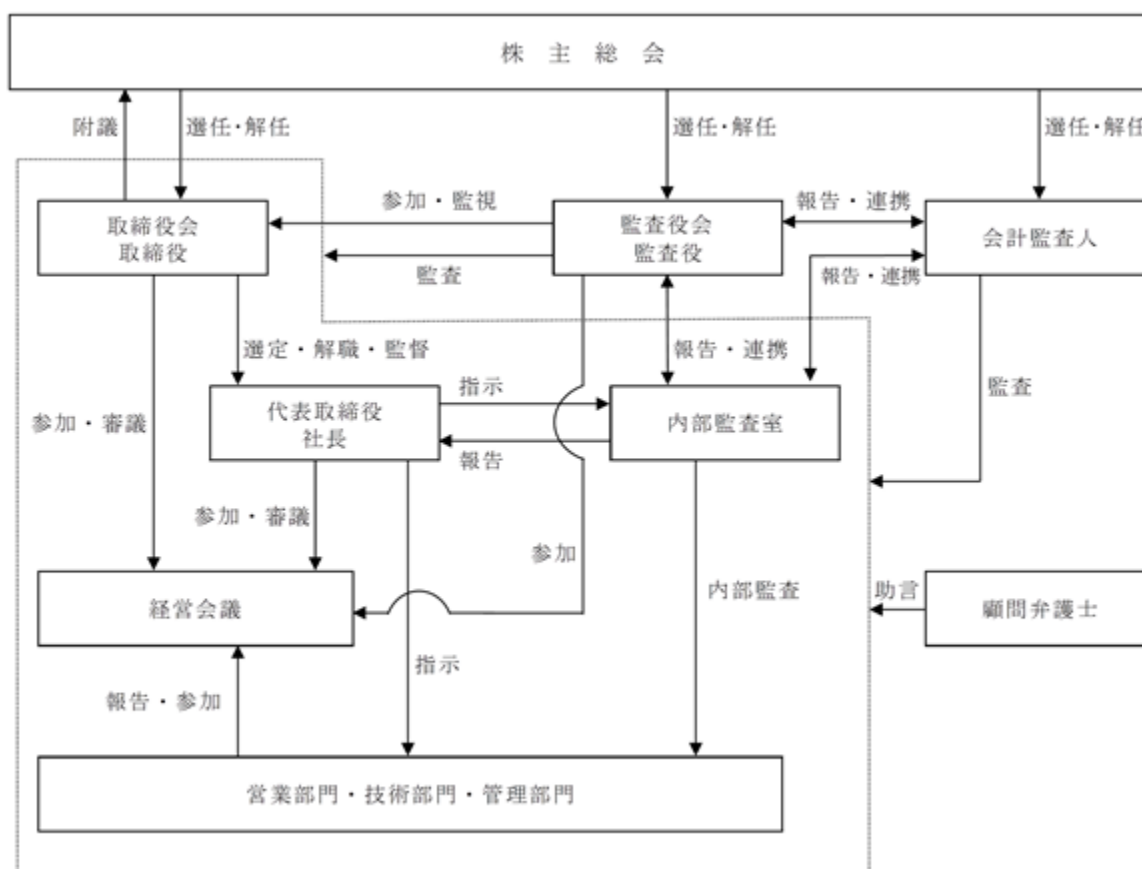 株主総会
附議
選任・解任
選任・解任
選任・解任
取締役会
取締役
参加・監視
監査
監査役会
監査役
報告・連携
報告・連携
会計監査人
選定・解職・監督
報告・連携
監査
参加・審議
代表取締役
社長
指示
報告
内部監査室
参加・審議
参加
内部監査
助言
顧問弁護士
経営会議
指示
報告・参加
営業部門・技術部門・管理部門